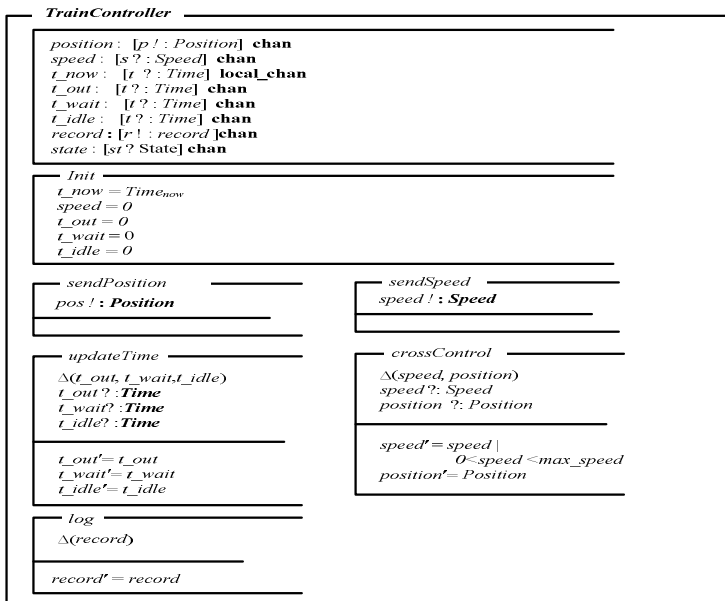 TrainController
position : [p ! : Position] chan
speed : [s ? : Speed] chan
t_now : [t ? : Time] local_chan
t_out : [t ? : Time] chan
t_wait : [t ? : Time] chan
t_idle : [t ? : Time] chan
record : [r ! : record ]chan
state : [st ? State] chan
Init
t_now = Timenow
speed = 0
t_out = 0
t_wait = 0
t_idle = 0
sendPosition
pos ! : Position
sendSpeed
speed ! : Speed
updateTime
Δ(t_out, t_wait,t_idle)
t_out ? :Time
t_wait? :Time
t_idle? :Time
t_out′= t_out
t_wait′= t_wait
t_idle′= t_idle
crossControl
Δ(speed, position)
speed ?: Speed
position ?: Position
speed′= speed |
0<speed <max_speed
position′= Position
log
Δ(record)
record′ = record